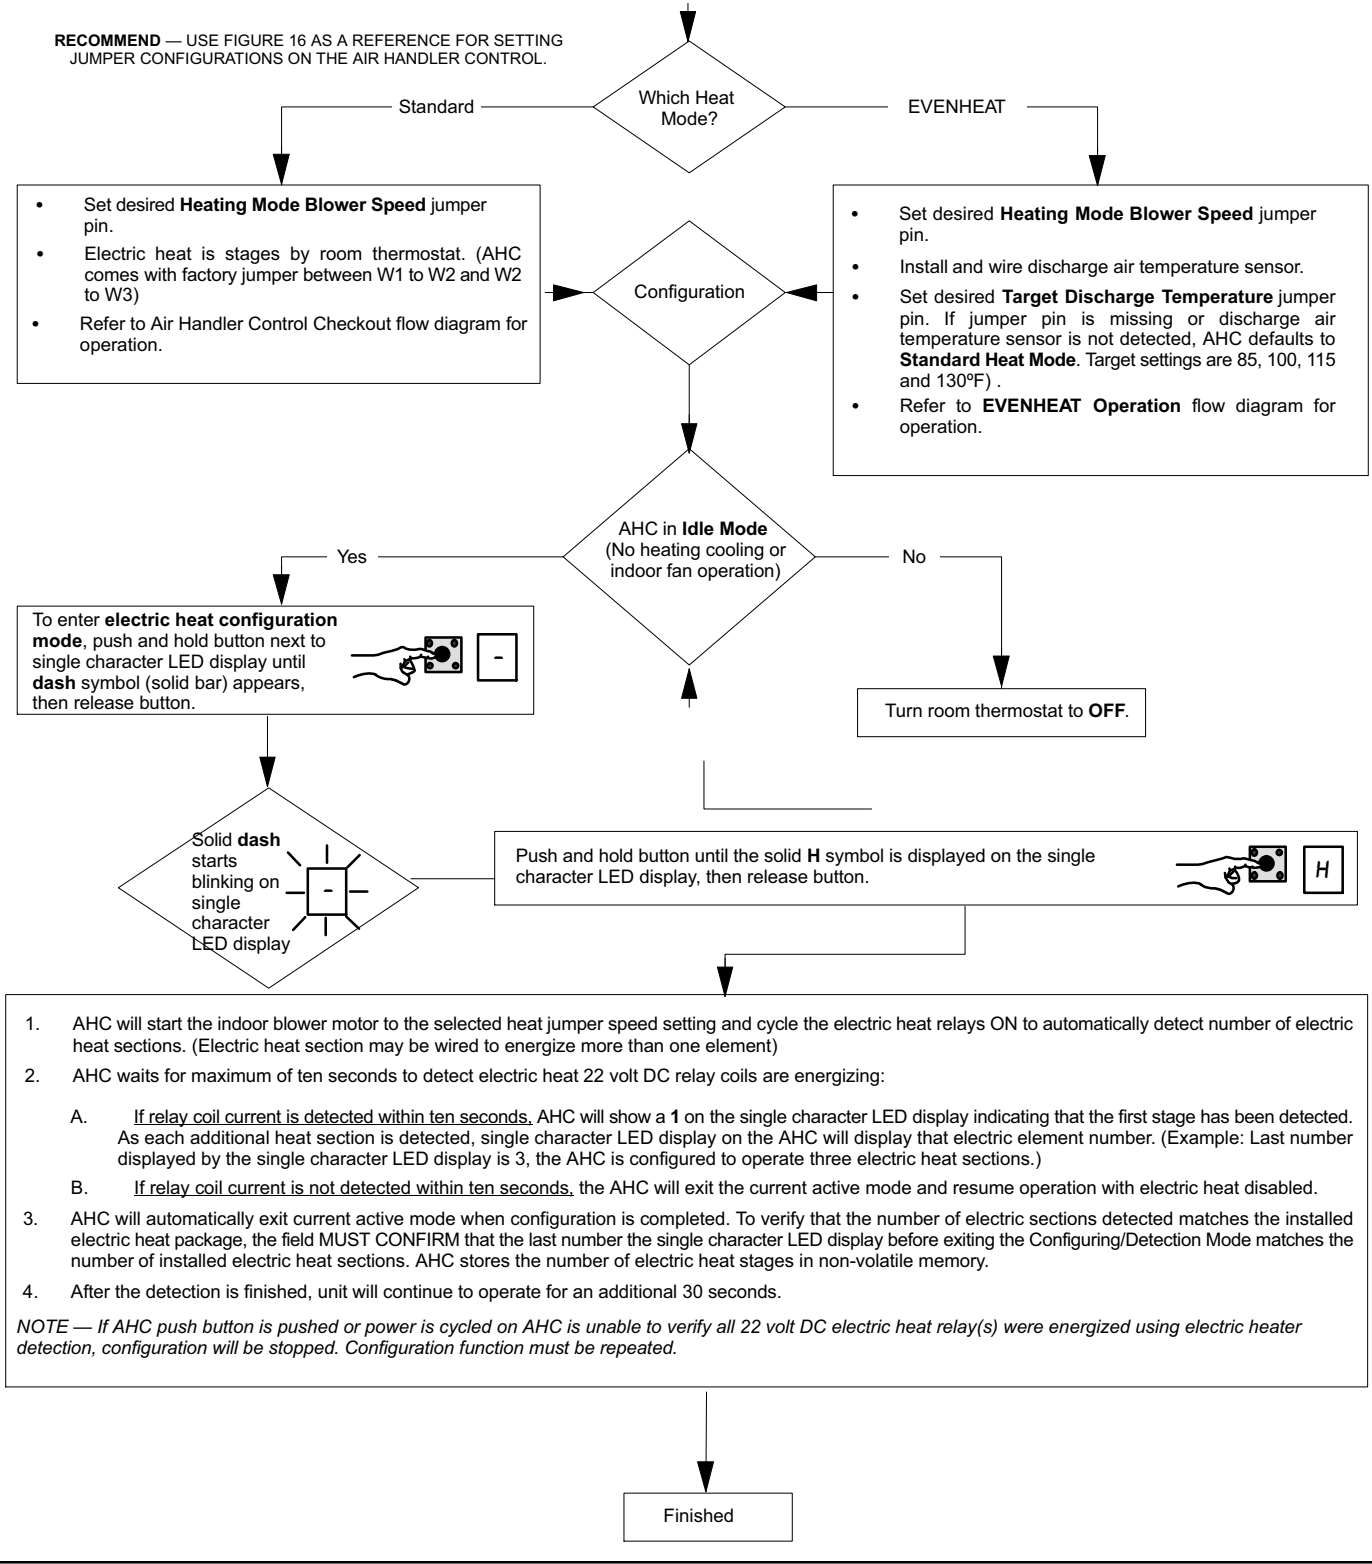 RECOMMEND — USE FIGURE 16 AS A REFERENCE FOR SETTING
JUMPER CONFIGURATIONS ON THE AIR HANDLER CONTROL.
Which Heat
Mode?
Standard
EVENHEAT
• Set desired Heating Mode Blower Speed jumper
pin.
• Electric heat is stages by room thermostat. (AHC
comes with factory jumper between W1 to W2 and W2
to W3)
• Refer to Air Handler Control Checkout flow diagram for
operation.
Configuration
• Set desired Heating Mode Blower Speed jumper
pin.
• Install and wire discharge air temperature sensor.
• Set desired Target Discharge Temperature jumper
pin. If jumper pin is missing or discharge air
temperature sensor is not detected, AHC defaults to
Standard Heat Mode. Target settings are 85, 100, 115
and 130ºF) .
• Refer to EVENHEAT Operation flow diagram for
operation.
AHC in Idle Mode
(No heating cooling or
indoor fan operation)
Yes
No
To enter electric heat configuration
mode, push and hold button next to
single character LED display until
dash symbol (solid bar) appears,
then release button.
-
Turn room thermostat to OFF.
Solid dash
starts
blinking on
single
character
LED display
-
Push and hold button until the solid H symbol is displayed on the single
character LED display, then release button.
H
1. AHC will start the indoor blower motor to the selected heat jumper speed setting and cycle the electric heat relays ON to automatically detect number of electric
heat sections. (Electric heat section may be wired to energize more than one element)
2. AHC waits for maximum of ten seconds to detect electric heat 22 volt DC relay coils are energizing:
A. If relay coil current is detected within ten seconds, AHC will show a 1 on the single character LED display indicating that the first stage has been detected.
As each additional heat section is detected, single character LED display on the AHC will display that electric element number. (Example: Last number
displayed by the single character LED display is 3, the AHC is configured to operate three electric heat sections.)
B. If relay coil current is not detected within ten seconds, the AHC will exit the current active mode and resume operation with electric heat disabled.
3. AHC will automatically exit current active mode when configuration is completed. To verify that the number of electric sections detected matches the installed
electric heat package, the field MUST CONFIRM that the last number the single character LED display before exiting the Configuring/Detection Mode matches the
number of installed electric heat sections. AHC stores the number of electric heat stages in non-volatile memory.
4. After the detection is finished, unit will continue to operate for an additional 30 seconds.
NOTE — If AHC push button is pushed or power is cycled on AHC is unable to verify all 22 volt DC electric heat relay(s) were energized using electric heater
detection, configuration will be stopped. Configuration function must be repeated.
Finished